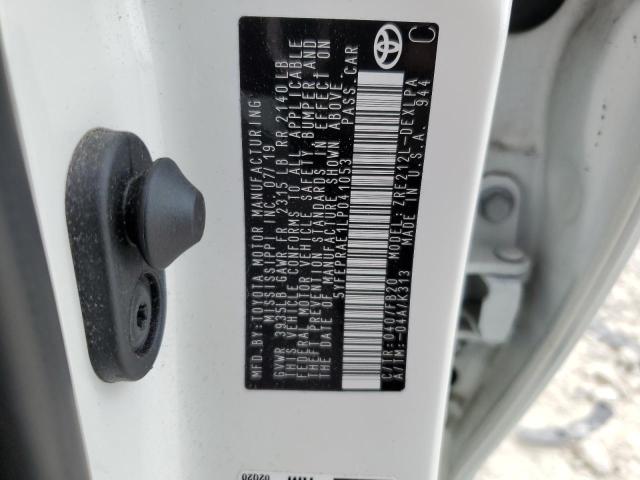 MFD.BY:TOYOTA MOTOR MANUFACTURING
MISSISSIPPI INC. 07/19
GVWR 3935LB GAWR FR 2315 LB RR 2140LB
THIS VEHICLE CONFORMS TO ALL APPLICABLE
FEDERAL MOTOR VEHICLE SAFETY, BUMPER AND
THEFT PREVENTION STANDARDS IN EFFECT ON
THE DATE OF MANUFACTURE SHOWN ABOVE.
5YFEPRAE1LP041053 PASS.CAR
C/TR:040/FB20 MODEL:ZRE212L-DEXLPA
A/TM:-04A/K313 MADE IN U.S.A. 944
C
02020